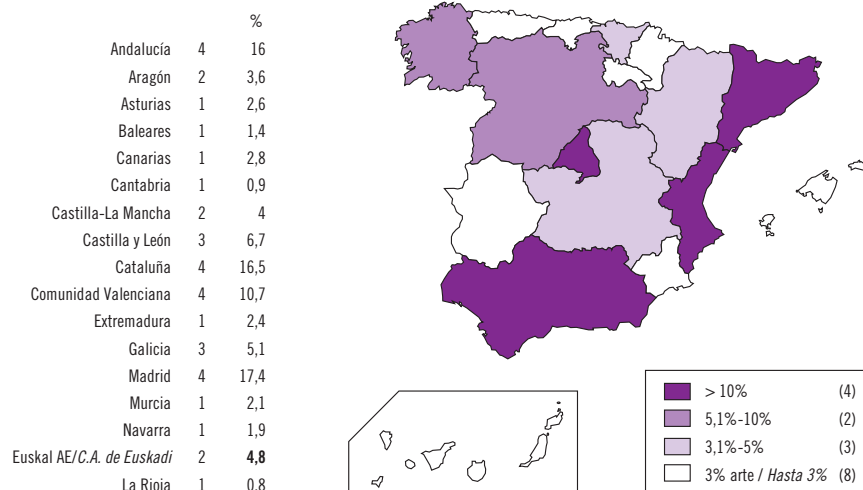 %
Andalucía 4 16
Aragón 2 3,6
Asturias 1 2,6
Baleares 1 1,4
Canarias 1 2,8
Cantabria 1 0,9
Castilla-La Mancha 2 4
Castilla y León 3 6,7
Cataluña 4 16,5
Comunidad Valenciana 4 10,7
Extremadura 1 2,4
Galicia 3 5,1
Madrid 4 17,4
Murcia 1 2,1
Navarra 1 1,9
Euskal AE/C.A. de Euskadi 2 4,8
La Rioja 1 0,8
> 10% (4)
5,1%-10% (2)
3,1%-5% (3)
3% arte / Hasta 3% (8)